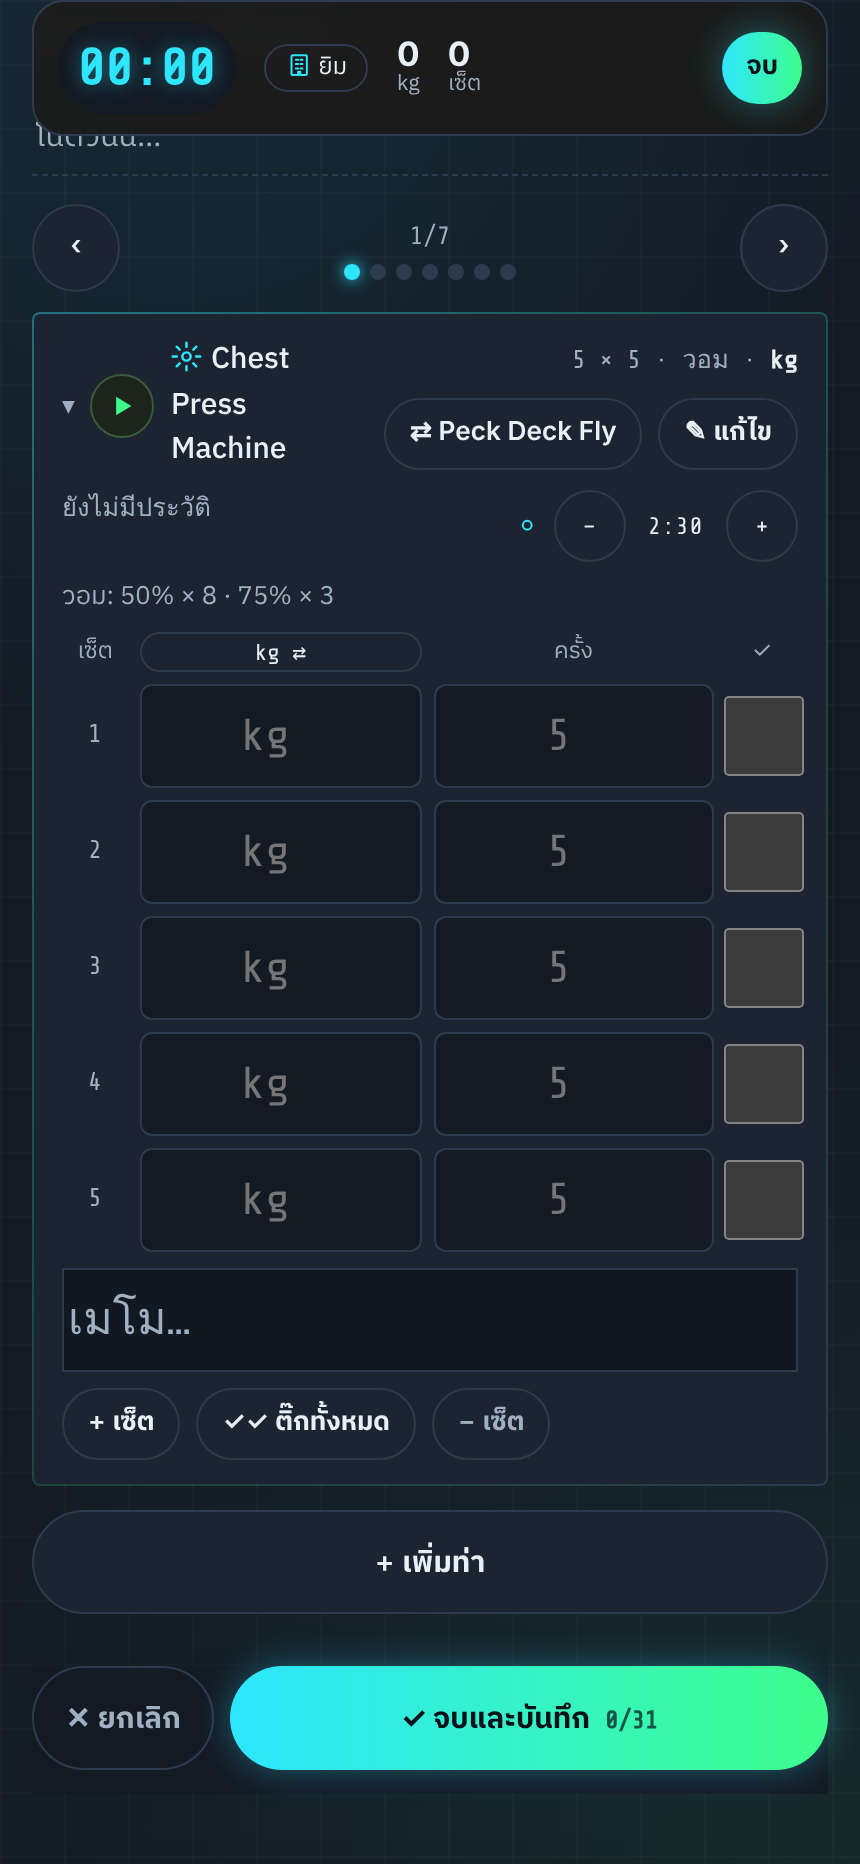 00:00
ยิม
0 0
kg เซ็ต
จบ
‹
1/7
›
Chest
Press
Machine
5 × 5 · วอม · kg
▼
⇄ Peck Deck Fly
✎ แก้ไข
ยังไม่มีประวัติ
− 2:30 +
วอม: 50% × 8 · 75% × 3
เซ็ต kg ⇄ ครั้ง ✓
1 kg 5
2 kg 5
3 kg 5
4 kg 5
5 kg 5
เมโม...
+ เซ็ต
✓✓ ติ๊กทั้งหมด
− เซ็ต
+ เพิ่มท่า
✕ ยกเลิก
✓ จบและบันทึก 0/31